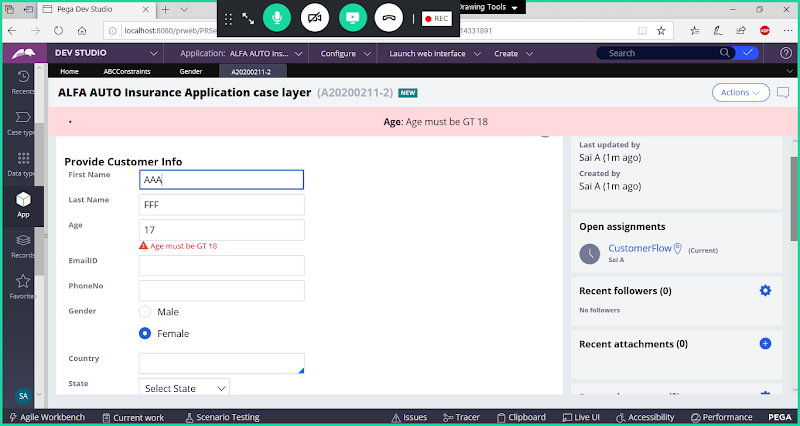 Pega Dev Studio
Drawing Tools
REC
localhost:8080/prweb/PRSe
14331891
DEV STUDIO
Application: ALFA AUTO Ins...
Configure
Launch web interface
Create
Search
Home
ABCConstraints
Gender
A20200211-2
ALFA AUTO Insurance Application case layer (A20200211-2) NEW
Actions
• Age: Age must be GT 18
Recents
Case type
Data type
App
Records
Favorite
SA
Provide Customer Info
First Name AAA
Last Name FFF
Age 17
Age must be GT 18
EmailID
PhoneNo
Gender Male
Female
Country
State Select State
Last updated by
Sai A (1m ago)
Created by
Sai A (1m ago)
Open assignments
CustomerFlow (Current)
Sai A
Recent followers (0)
No followers
Recent attachments (0)
Agile Workbench
Current work
Scenario Testing
Issues
Tracer
Clipboard
Live UI
Accessibility
Performance
PEGA